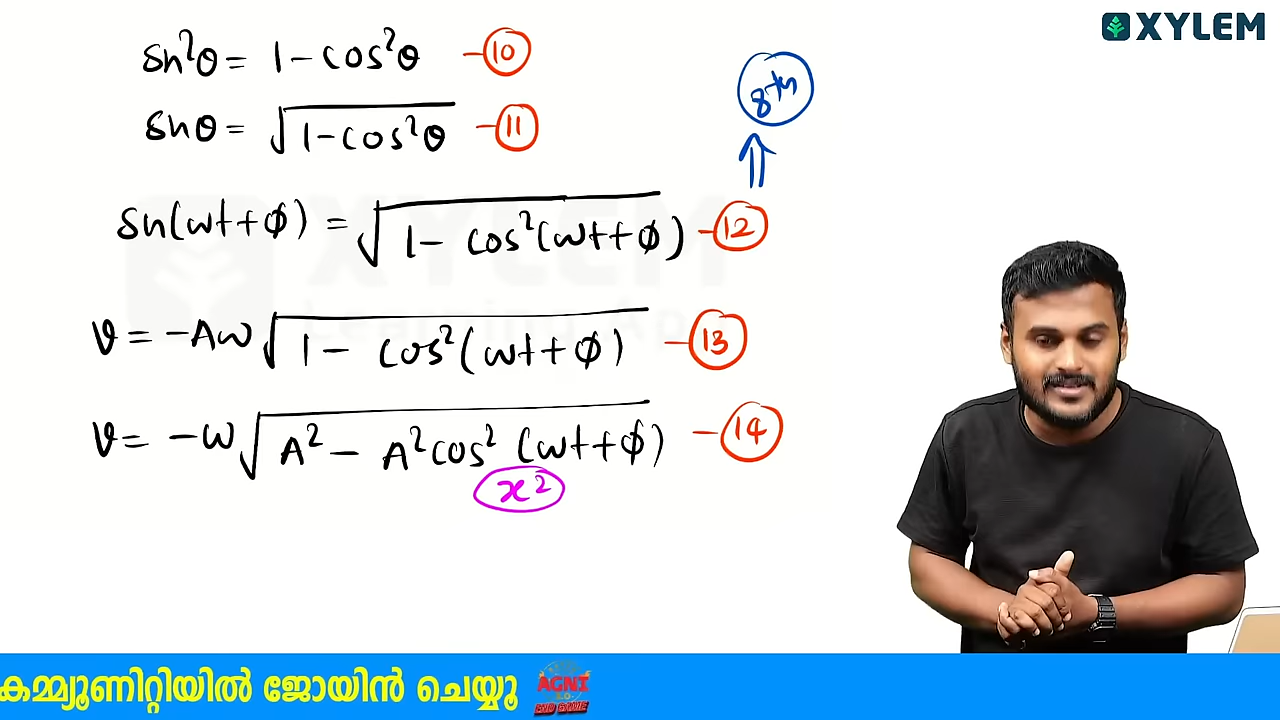 XYLEM
sin²θ = 1 - cos²θ -10
sinθ = √(1-cos²θ) -11
8th
sin(ωt+ϕ) = √(1- cos²(ωt+ϕ)) -12
v = -Aω√(1 - cos²(ωt+ϕ)) -13
v = -ω√(A² - A²cos²(ωt+ϕ)) -14
x²
കമ്മ്യൂണിറ്റിയിൽ ജോയിൻ ചെയ്യൂ
AGNI